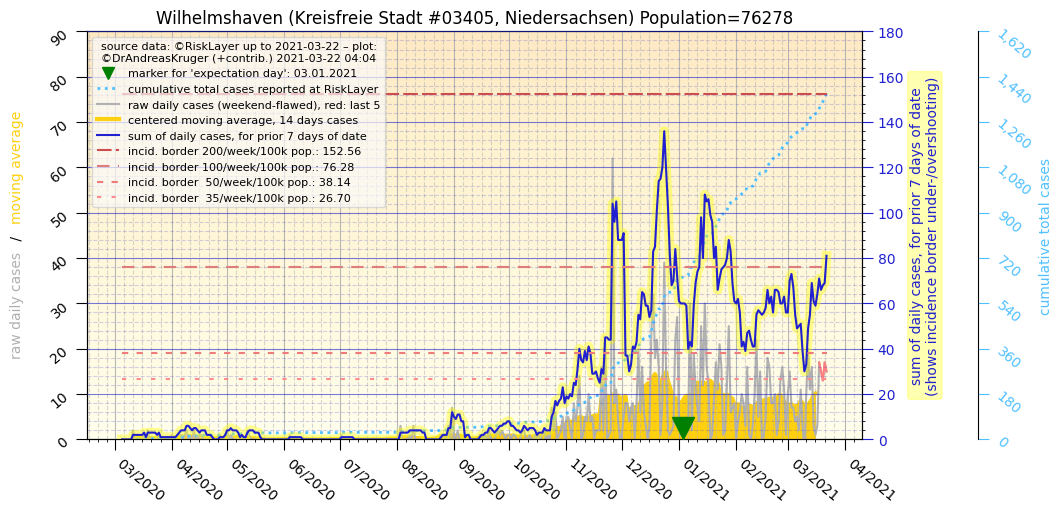 Wilhelmshaven (Kreisfreie Stadt #03405, Niedersachsen) Population=76278
source data: ©RiskLayer up to 2021-03-22 – plot:
©DrAndreasKruger (+contrib.) 2021-03-22 04:04
marker for 'expectation day': 03.01.2021
cumulative total cases reported at RiskLayer
raw daily cases (weekend-flawed), red: last 5
centered moving average, 14 days cases
sum of daily cases, for prior 7 days of date
incid. border 200/week/100k pop.: 152.56
incid. border 100/week/100k pop.: 76.28
incid. border  50/week/100k pop.: 38.14
incid. border  35/week/100k pop.: 26.70
raw daily cases / moving average
90
80
70
60
50
40
30
20
10
0
03/2020
04/2020
05/2020
06/2020
07/2020
08/2020
09/2020
10/2020
11/2020
12/2020
01/2021
02/2021
03/2021
04/2021
180
160
140
120
100
80
60
40
20
0
sum of daily cases, for prior 7 days of date
(shows incidence border under-/overshooting)
1,620
1,440
1,260
1,080
900
720
540
360
180
0
cumulative total cases